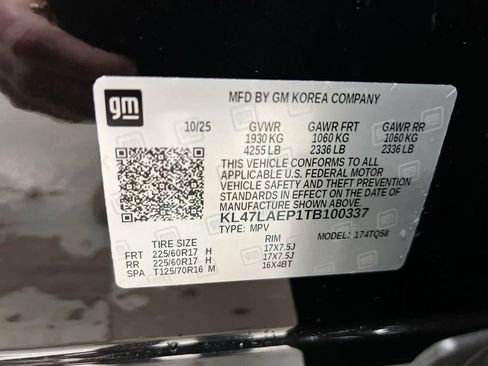 gm
MFD BY GM KOREA COMPANY
10/25 GVWR GAWR FRT GAWR RR
1930 KG 1060 KG 1060 KG
4255 LB 2336 LB 2336 LB
THIS VEHICLE CONFORMS TO ALL
APPLICABLE U.S. FEDERAL MOTOR
VEHICLE SAFETY AND THEFT PREVENTION
STANDARDS IN EFFECT ON THE DATE OF
MANUFACTURE SHOWN ABOVE.
KL47LAEP1TB100337
TYPE: MPV MODEL: 174TQ58
TIRE SIZE RIM
FRT 225/60R17 H 17X7.5J
RR 225/60R17 H 17X7.5J
SPA T125/70R16 M 16X4BT